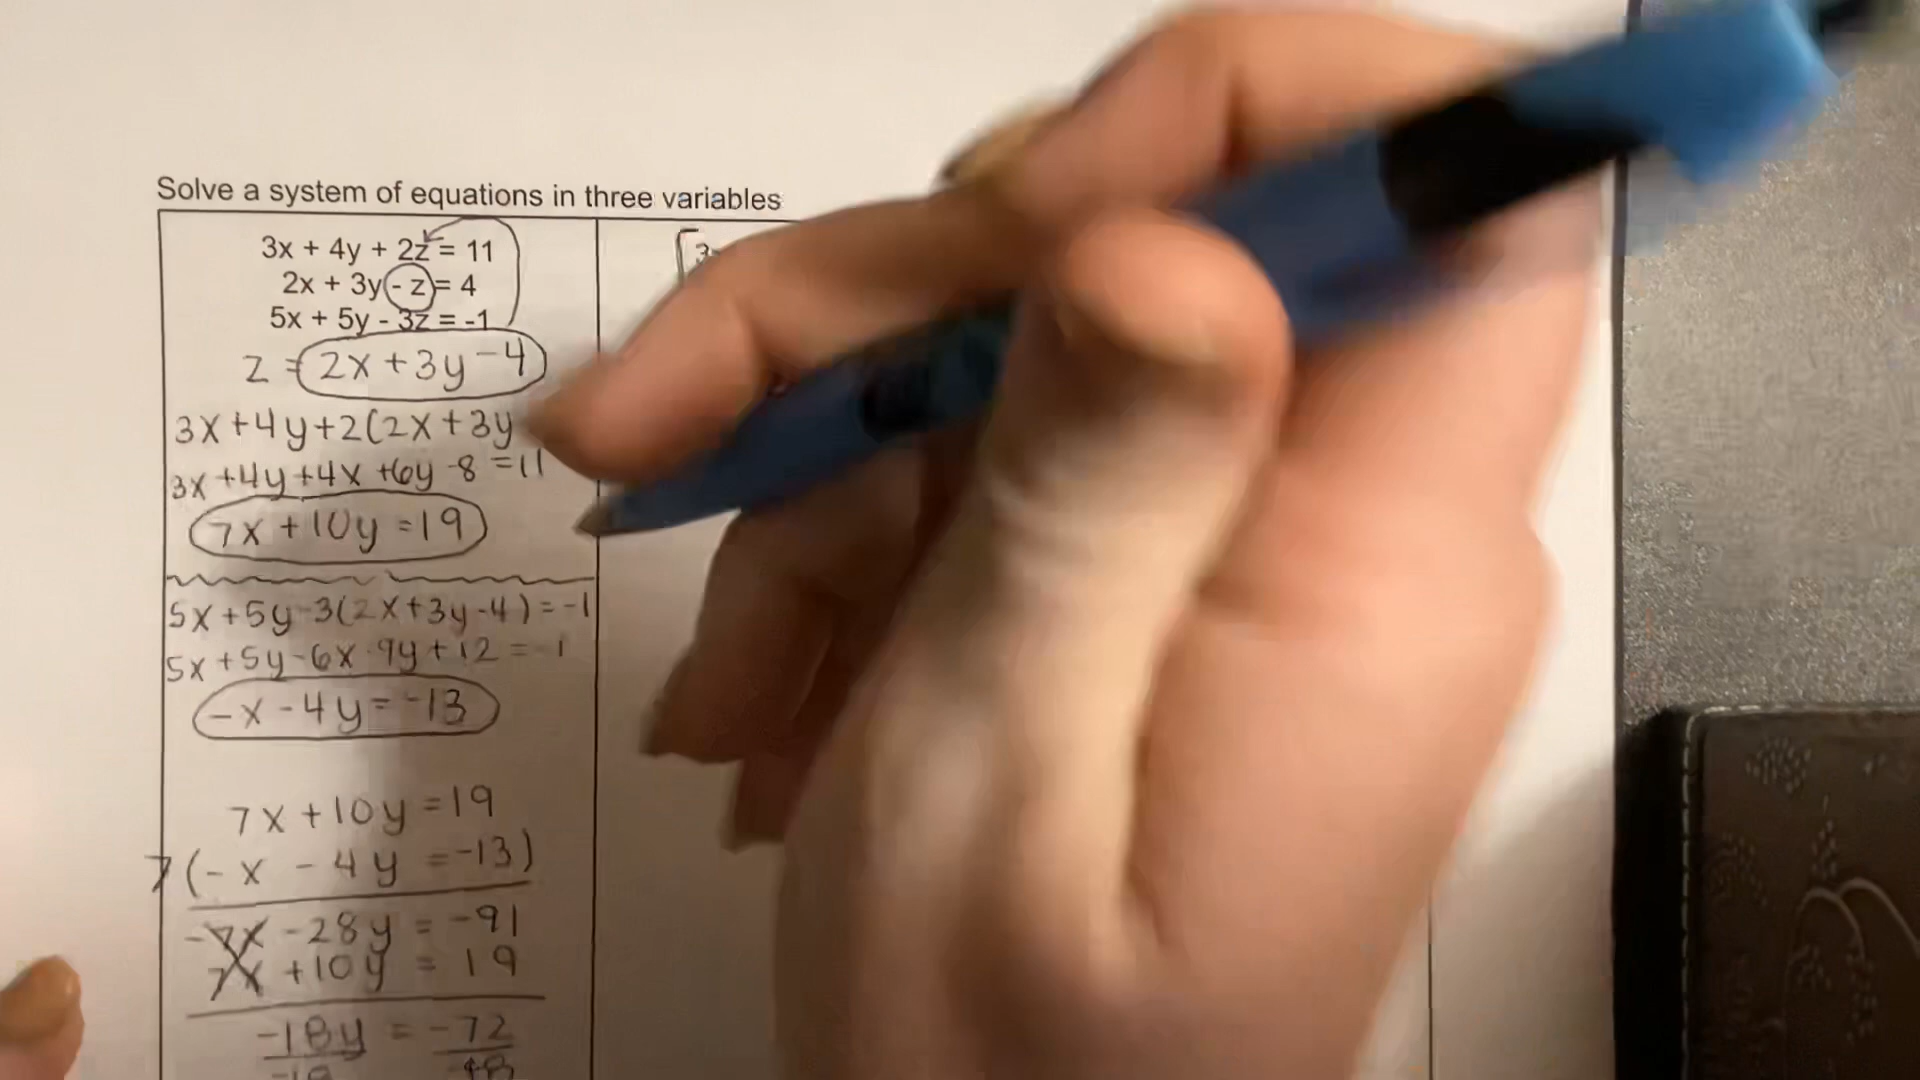 Solve a system of equations in three variables
3x + 4y + 2z = 11
2x + 3y - z = 4
5x + 5y - 3z = -1
z = 2x + 3y - 4
3x + 4y + 2(2x + 3y
3x + 4y + 4x + 6y - 8 = 11
7x + 10y = 19
5x + 5y - 3(2x + 3y - 4) = -1
5x + 5y - 6x - 9y + 12 = -1
-x - 4y = -13
7x + 10y = 19
7(-x - 4y = -13)
-7x - 28y = -91
7x + 10y = 19
-18y = -72